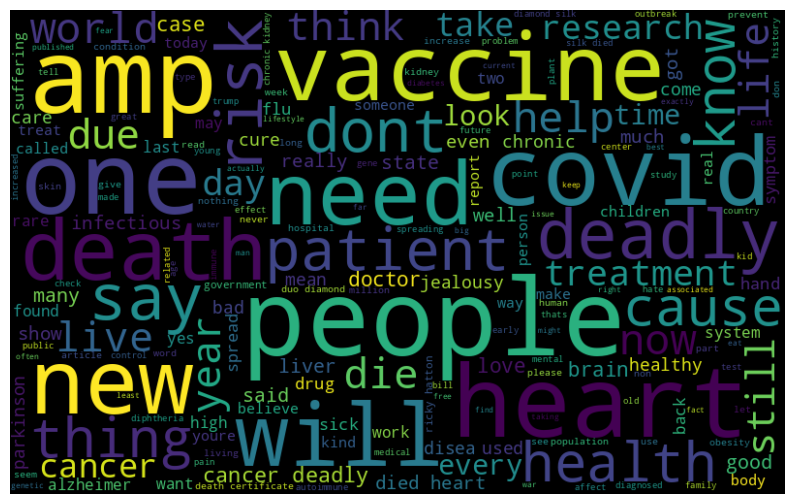 diamond silk outbreak
world case think take research prevent
published fear increase problem silk died history
amp risk vaccine got life know
suffering condition today chronic kidney kidney current two come plant don
tell type week diabetes exactly
care trump flu someone help time
due great lifestyle dont look much cant
treat may cure future even chronic real symptom
called last read young long really state report center best
increased one day actually gene well point study covid
skin give need keep
rare made nothing far person children country
infectious effect never hospital spreading big issue
death water patient deadly kid
mean doctor jealousy treatment hand
many check related age immune man government duo diamond million way make human right hate associated
found say bad people thats cause
show live yes year spread early might now system
public article control word liver love mental part eat
often new drug brain healthy
parkinson least high die ricky hatton please bill non test
said free old let
thing diphtheria believe will find back fact heart still
youre sick work taking
seem pain living kind medical disea used see population use obesity good
cancer want cancer deadly every health
alzheimer died heart affect diagnosed body
genetic death certificate autoimmune war family